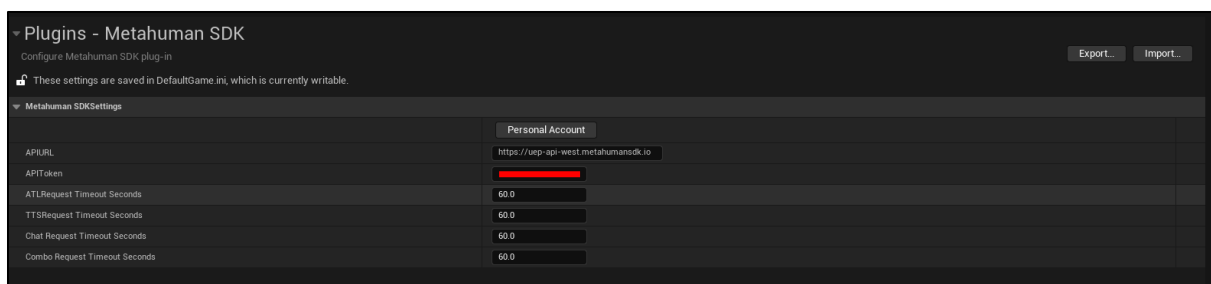 Plugins - Metahuman SDK
Configure Metahuman SDK plug-in
Export... Import...
These settings are saved in DefaultGame.ini, which is currently writable.
Metahuman SDKSettings
Personal Account
APIURL https://uep-api-west.metahumansdk.io
APIToken
ATLRequest Timeout Seconds 60.0
TTSRequest Timeout Seconds 60.0
Chat Request Timeout Seconds 60.0
Combo Request Timeout Seconds 60.0